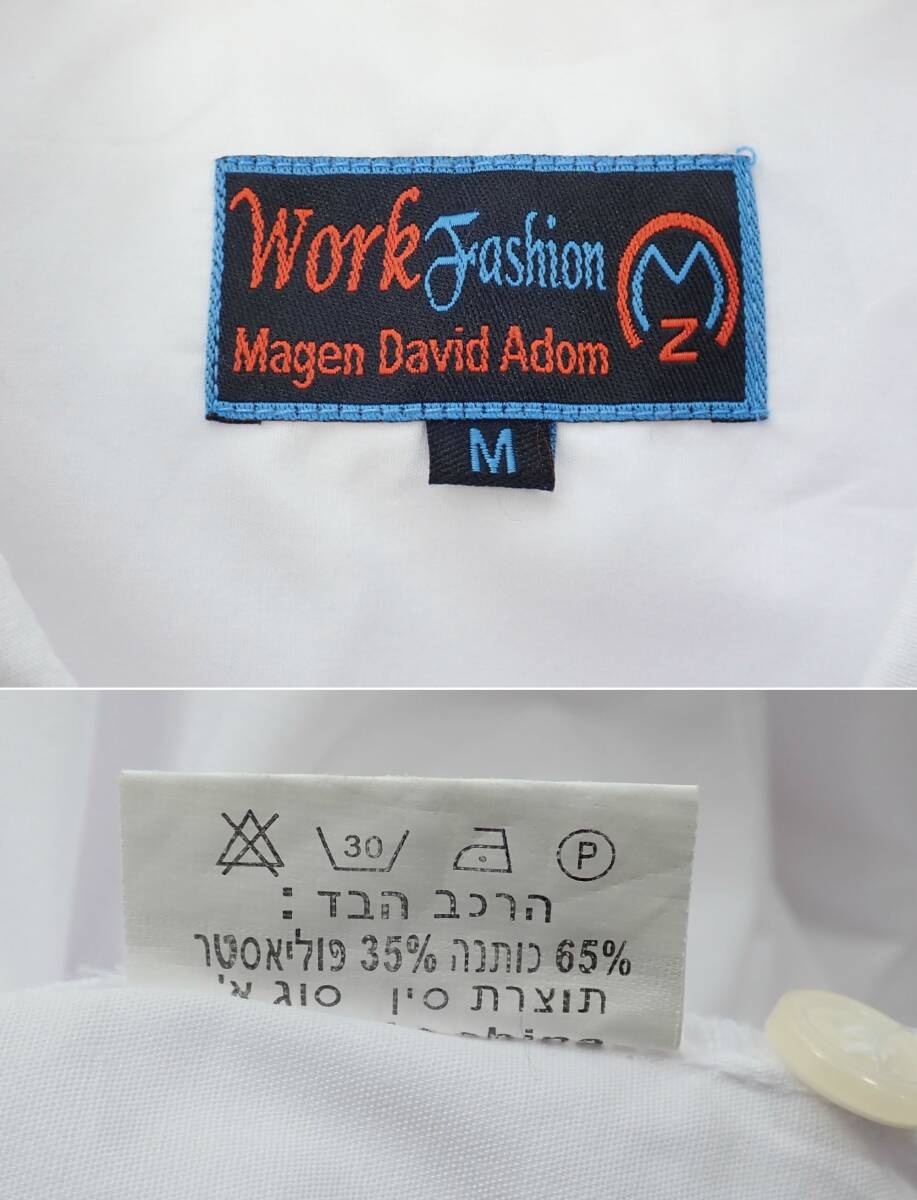 Work Fashion
Magen David Adom
MZ
M
30 P
הרכב הבד :
65% כותנה 35% פוליאסטר
תוצרת סין סוג א'